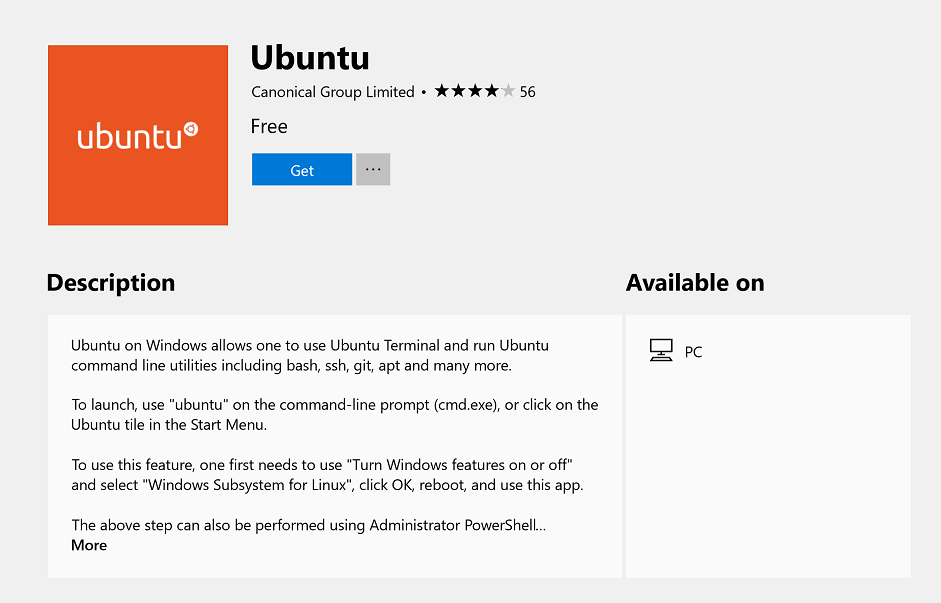 ubuntu
Ubuntu
Canonical Group Limited • ★★★★★ 56
Free
Get ...
Description
Available on
Ubuntu on Windows allows one to use Ubuntu Terminal and run Ubuntu
command line utilities including bash, ssh, git, apt and many more.
To launch, use "ubuntu" on the command-line prompt (cmd.exe), or click on the
Ubuntu tile in the Start Menu.
To use this feature, one first needs to use "Turn Windows features on or off"
and select "Windows Subsystem for Linux", click OK, reboot, and use this app.
The above step can also be performed using Administrator PowerShell...
More
PC